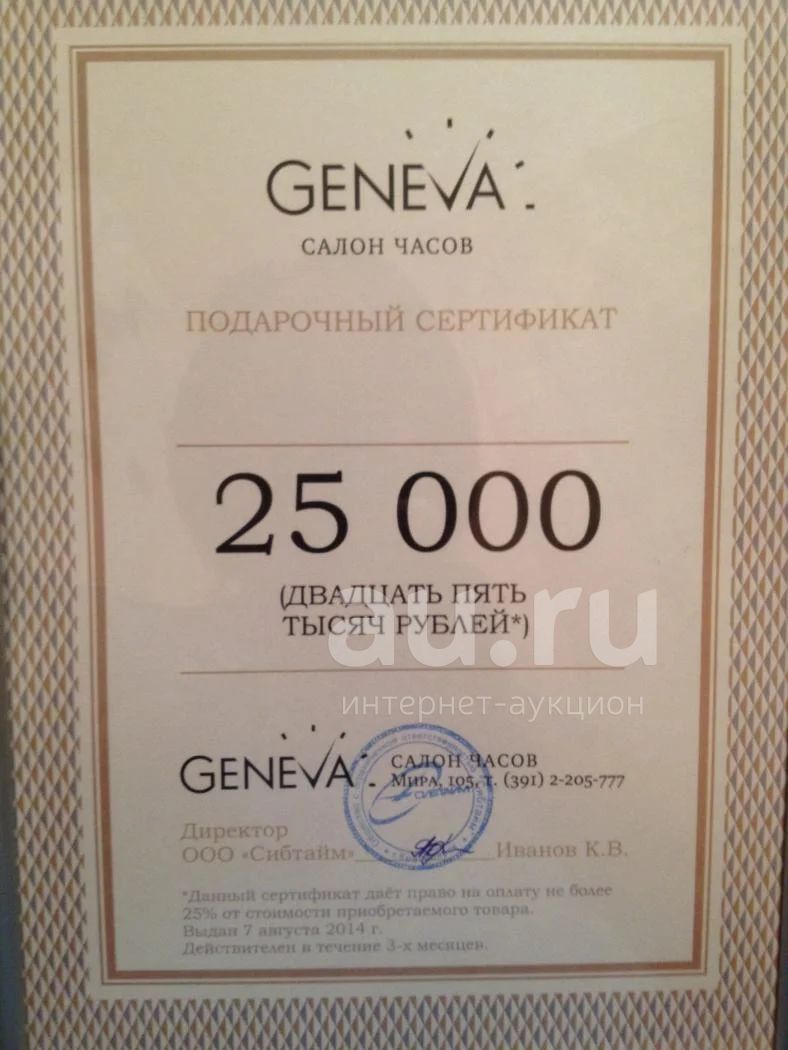 GENEVA
САЛОН ЧАСОВ
ПОДАРОЧНЫЙ СЕРТИФИКАТ
25 000
(ДВАДЦАТЬ ПЯТЬ
ТЫСЯЧ РУБЛЕЙ*)
au.ru
интернет-аукцион
GENEVA
САЛОН ЧАСОВ
Мира, 105, т. (391) 2-205-777
СИБТАЙМ
Директор
ООО «Сибтайм» Иванов К.В.
*Данный сертификат даёт право на оплату не более
25% от стоимости приобретаемого товара.
Выдан 7 августа 2014 г.
Действителен в течение 3-х месяцев.